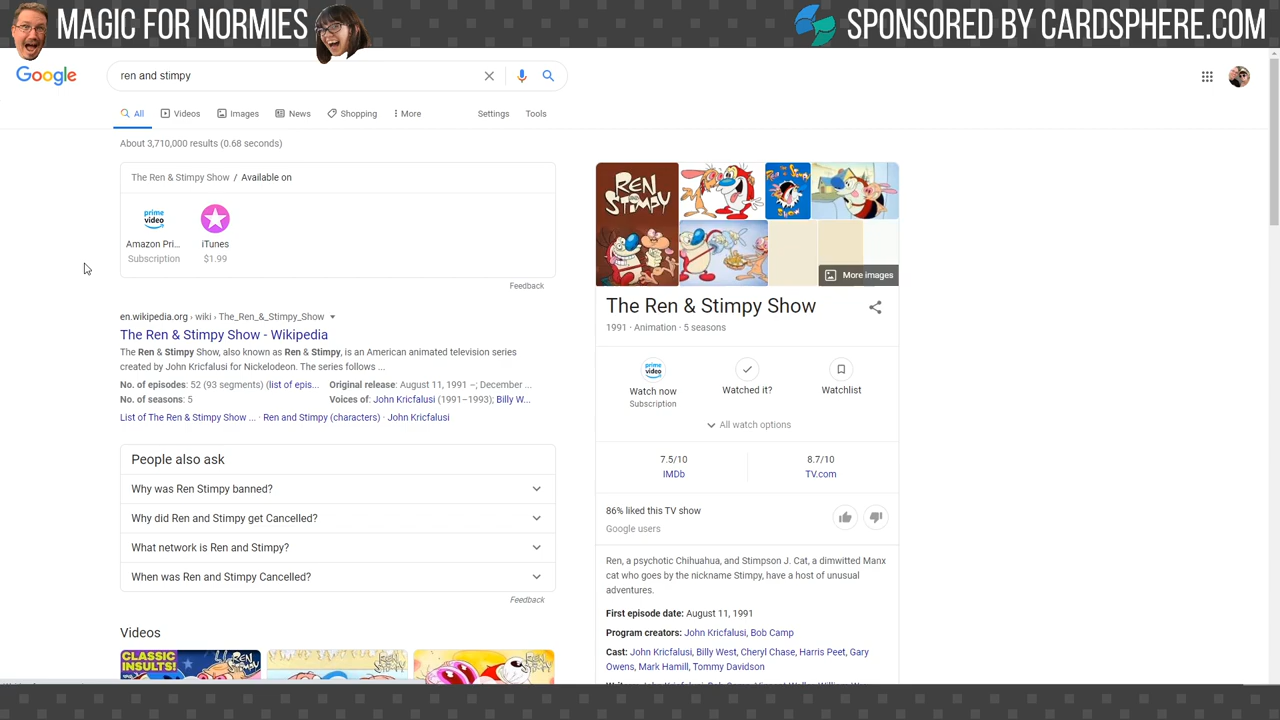 MAGIC FOR NORMIES
SPONSORED BY CARDSPHERE.COM
Google
ren and stimpy
All
Videos
Images
News
Shopping
More
Settings
Tools
About 3,710,000 results (0.68 seconds)
The Ren & Stimpy Show / Available on
prime video
Amazon Pri...
Subscription
iTunes
$1.99
Feedback
en.wikipedia.org › wiki › The_Ren_&_Stimpy_Show
The Ren & Stimpy Show - Wikipedia
The Ren & Stimpy Show, also known as Ren & Stimpy, is an American animated television series
created by John Kricfalusi for Nickelodeon. The series follows ...
No. of episodes: 52 (93 segments) (list of epis...
Original release: August 11, 1991 –; December ...
No. of seasons: 5
Voices of: John Kricfalusi (1991–1993); Billy W...
List of The Ren & Stimpy Show ... · Ren and Stimpy (characters) · John Kricfalusi
People also ask
Why was Ren Stimpy banned?
Why did Ren and Stimpy get Cancelled?
What network is Ren and Stimpy?
When was Ren and Stimpy Cancelled?
Feedback
Videos
CLASSIC
INSULTS!
REN
STIMPY
More images
The Ren & Stimpy Show
1991 · Animation · 5 seasons
prime video
Watch now
Subscription
Watched it?
Watchlist
All watch options
7.5/10
IMDb
8.7/10
TV.com
86% liked this TV show
Google users
Ren, a psychotic Chihuahua, and Stimpson J. Cat, a dimwitted Manx
cat who goes by the nickname Stimpy, have a host of unusual
adventures.
First episode date: August 11, 1991
Program creators: John Kricfalusi, Bob Camp
Cast: John Kricfalusi, Billy West, Cheryl Chase, Harris Peet, Gary
Owens, Mark Hamill, Tommy Davidson